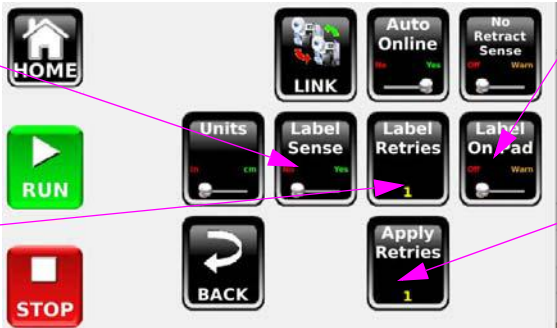 HOME
LINK
Auto
Online
No Yes
No
Retract
Sense
Off Warn
RUN
Units
in cm
Label
Sense
No Yes
Label
Retries
1
Label
On Pad
Off Warn
STOP
BACK
Apply
Retries
1